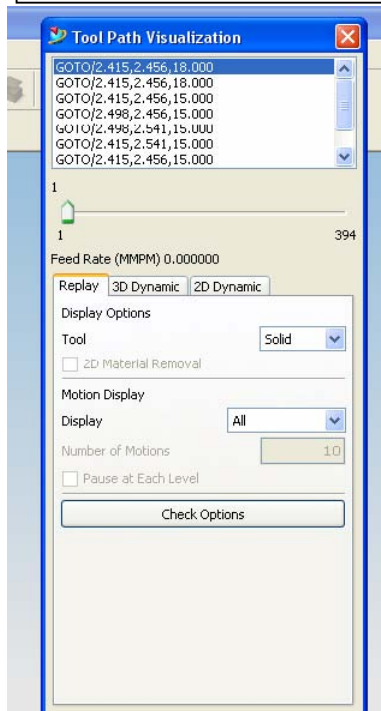 Tool Path Visualization
GOTO/2.415,2.456,18.000
GOTO/2.415,2.456,18.000
GOTO/2.415,2.456,15.000
GOTO/2.498,2.456,15.000
GOTO/2.498,2.541,15.000
GOTO/2.415,2.541,15.000
GOTO/2.415,2.456,15.000
1
1 394
Feed Rate (MMPM) 0.000000
Replay 3D Dynamic 2D Dynamic
Display Options
Tool Solid
2D Material Removal
Motion Display
Display All
Number of Motions 10
Pause at Each Level
Check Options